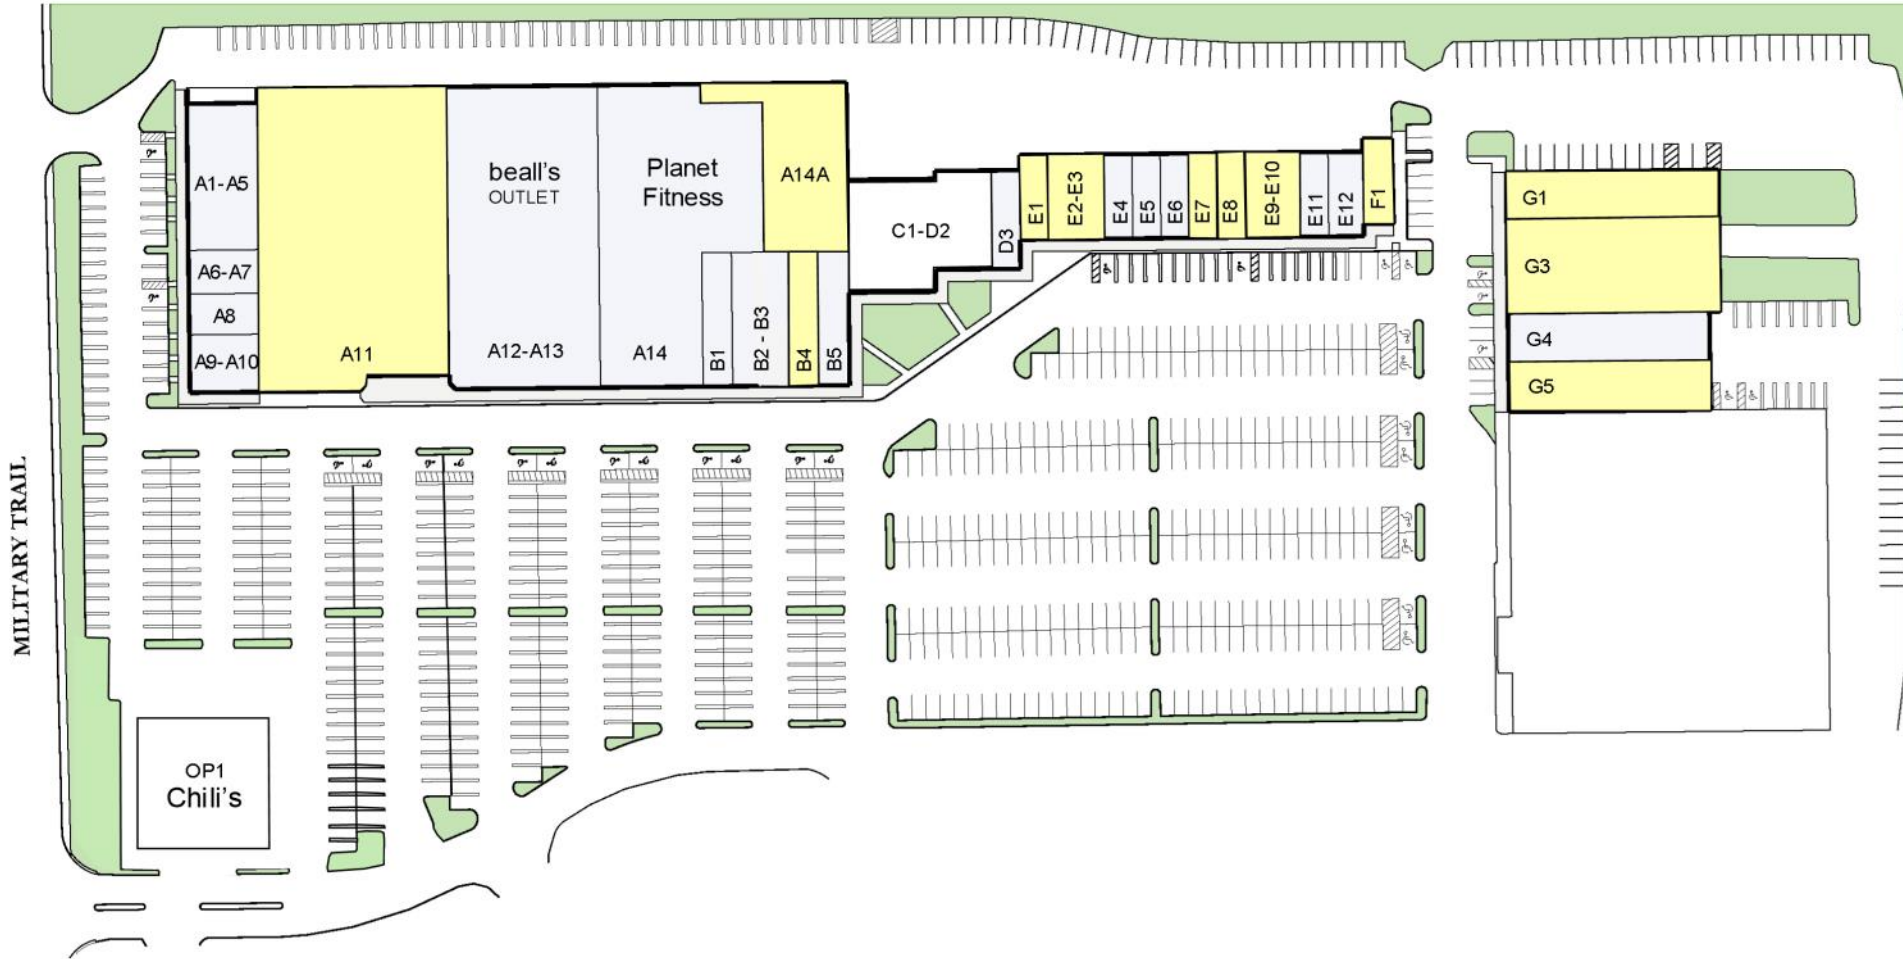 A1-A5
A6-A7
A8
A9- A10
A11
beall's
OUTLET
A12-A13
Planet
Fitness
A14
A14A
B1
B2 - B3
B4
B5
C1-D2
D3
E1
E2-E3
E4
E5
E6
E7
E8
E9-E10
E11
E12
F1
G1
G3
G4
G5
MILITARY TRAIL
OP1
Chili's